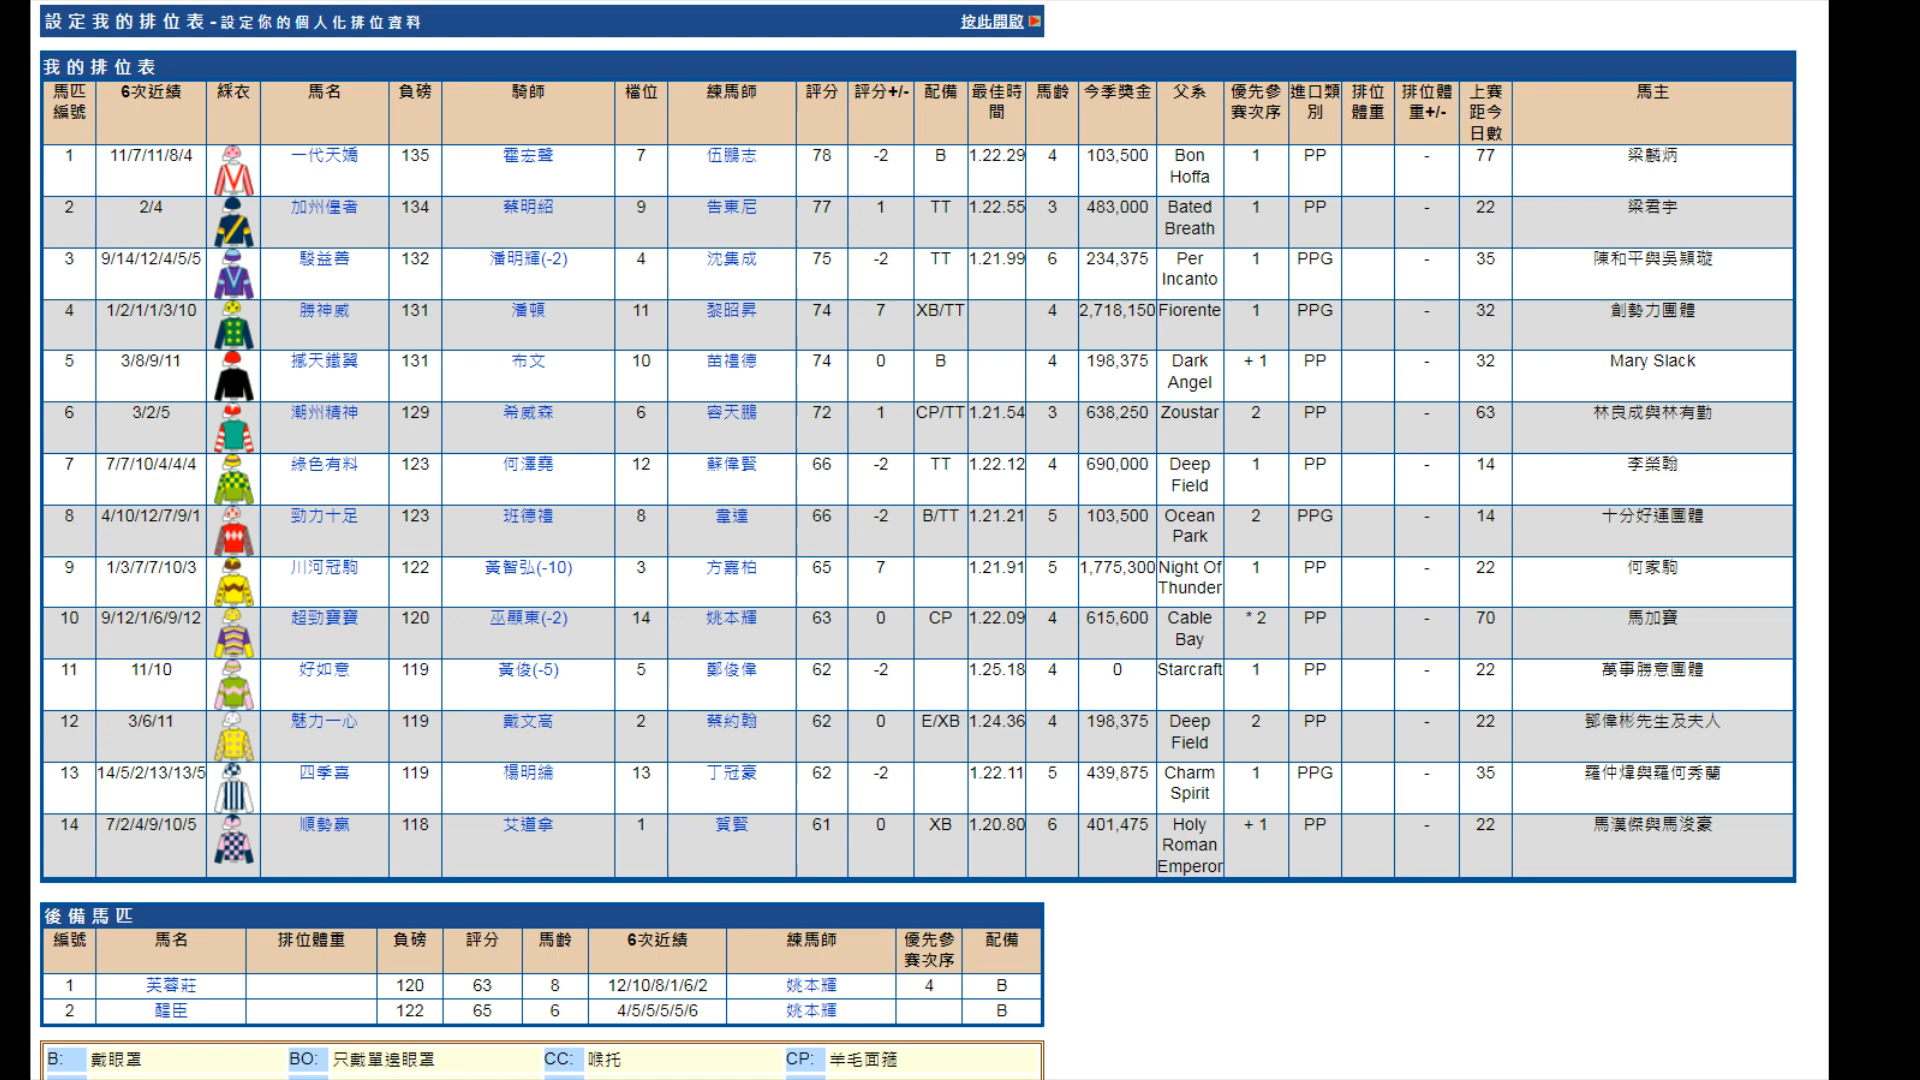 設定我的排位表-設定你的個人化排位資料 按此開啟
我的排位表
馬匹編號 6次近績 綵衣 馬名 負磅 騎師 檔位 練馬師 評分 評分+/- 配備 最佳時間 馬齡 今季獎金 父系 優先參賽次序 進口類別 排位體重 排位體重+/- 上賽距今日數 馬主
1 11/7/11/8/4 一代天嬌 135 霍宏聲 7 伍鵬志 78 -2 B 1.22.29 4 103,500 Bon Hoffa 1 PP - 77 梁麟炳
2 2/4 加州偟者 134 蔡明紹 9 告東尼 77 1 TT 1.22.55 3 483,000 Bated Breath 1 PP - 22 梁君宇
3 9/14/12/4/5/5 駿益善 132 潘明輝(-2) 4 沈集成 75 -2 TT 1.21.99 6 234,375 Per Incanto 1 PPG - 35 陳和平與吳穎璇
4 1/2/1/1/3/10 勝神威 131 潘頓 11 黎昭昇 74 7 XB/TT 4 2,718,150 Fiorente 1 PPG - 32 創勢力團體
5 3/8/9/11 撼天鐵翼 131 布文 10 苗禮德 74 0 B 4 198,375 Dark Angel + 1 PP - 32 Mary Slack
6 3/2/5 潮州精神 129 希威森 6 容天鵬 72 1 CP/TT 1.21.54 3 638,250 Zoustar 2 PP - 63 林良成與林有勤
7 7/7/10/4/4/4 綠色有料 123 何澤堯 12 蘇偉賢 66 -2 TT 1.22.12 4 690,000 Deep Field 1 PP - 14 李榮翰
8 4/10/12/7/9/1 勁力十足 123 班德禮 8 韋達 66 -2 B/TT 1.21.21 5 103,500 Ocean Park 2 PPG - 14 十分好運團體
9 1/3/7/7/10/3 川河冠駒 122 黃智弘(-10) 3 方嘉柏 65 7 1.21.91 5 1,775,300 Night Of Thunder 1 PP - 22 何家駒
10 9/12/1/6/9/12 超勁寶寶 120 巫顯東(-2) 14 姚本輝 63 0 CP 1.22.09 4 615,600 Cable Bay * 2 PP - 70 馬加寶
11 11/10 好如意 119 黃俊(-5) 5 鄭俊偉 62 -2 1.25.18 4 0 Starcraft 1 PP - 22 萬事勝意團體
12 3/6/11 魅力一心 119 戴文高 2 蔡約翰 62 0 E/XB 1.24.36 4 198,375 Deep Field 2 PP - 22 鄧偉彬先生及夫人
13 14/5/2/13/13/5 四季喜 119 楊明綸 13 丁冠豪 62 -2 1.22.11 5 439,875 Charm Spirit 1 PPG - 35 羅仲煒與羅何秀蘭
14 7/2/4/9/10/5 順勢贏 118 艾道拿 1 賀賢 61 0 XB 1.20.80 6 401,475 Holy Roman Emperor + 1 PP - 22 馬漢傑與馬浚豪
後備馬匹
編號 馬名 排位體重 負磅 評分 馬齡 6次近績 練馬師 優先參賽次序 配備
1 芙蓉莊 120 63 8 12/10/8/1/6/2 姚本輝 4 B
2 醒臣 122 65 6 4/5/5/5/5/6 姚本輝 B
B: 戴眼罩 BO: 只戴單邊眼罩 CC: 喉托 CP: 羊毛面箍